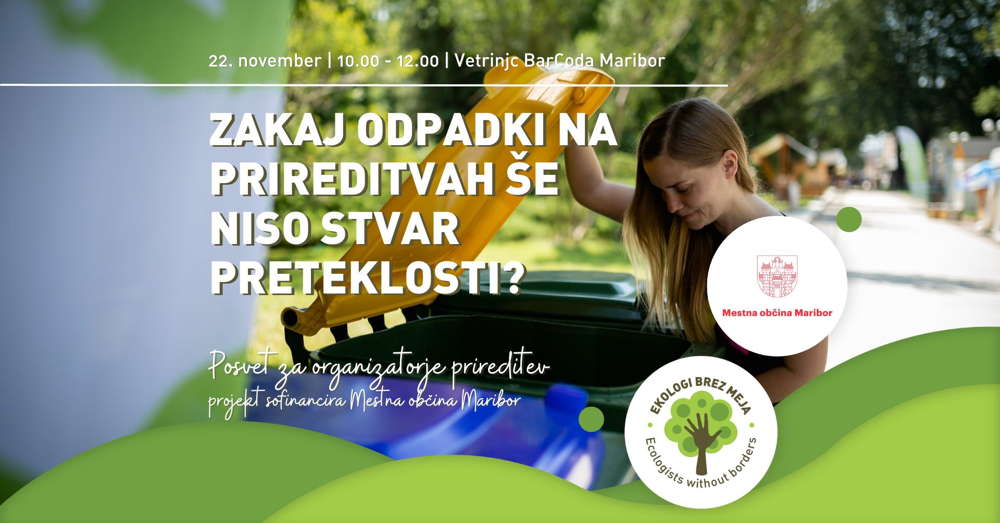 22. november | 10.00 - 12.00 | Vetrinjc BarCoda Maribor
ZAKAJ ODPADKI NA
PRIREDITVAH ŠE
NISO STVAR
PRETEKLOSTI?
Posvet za organizatorje prireditev
projekt sofinancira Mestna občina Maribor
Mestna občina Maribor
EKOLOGI BREZ MEJA
Ecologists without borders